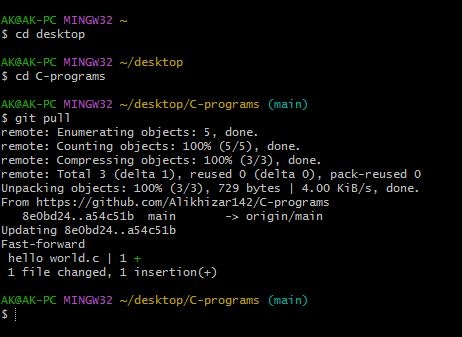 AK@AK-PC MINGW32 ~
$ cd desktop
AK@AK-PC MINGW32 ~/desktop
$ cd C-programs
AK@AK-PC MINGW32 ~/desktop/C-programs (main)
$ git pull
remote: Enumerating objects: 5, done.
remote: Counting objects: 100% (5/5), done.
remote: Compressing objects: 100% (3/3), done.
remote: Total 3 (delta 1), reused 0 (delta 0), pack-reused 0
Unpacking objects: 100% (3/3), 729 bytes | 4.00 KiB/s, done.
From https://github.com/Alikhizar142/C-programs
   8e0bd24..a54c51b  main       -> origin/main
Updating 8e0bd24..a54c51b
Fast-forward
 hello world.c | 1 +
 1 file changed, 1 insertion(+)
AK@AK-PC MINGW32 ~/desktop/C-programs (main)
$